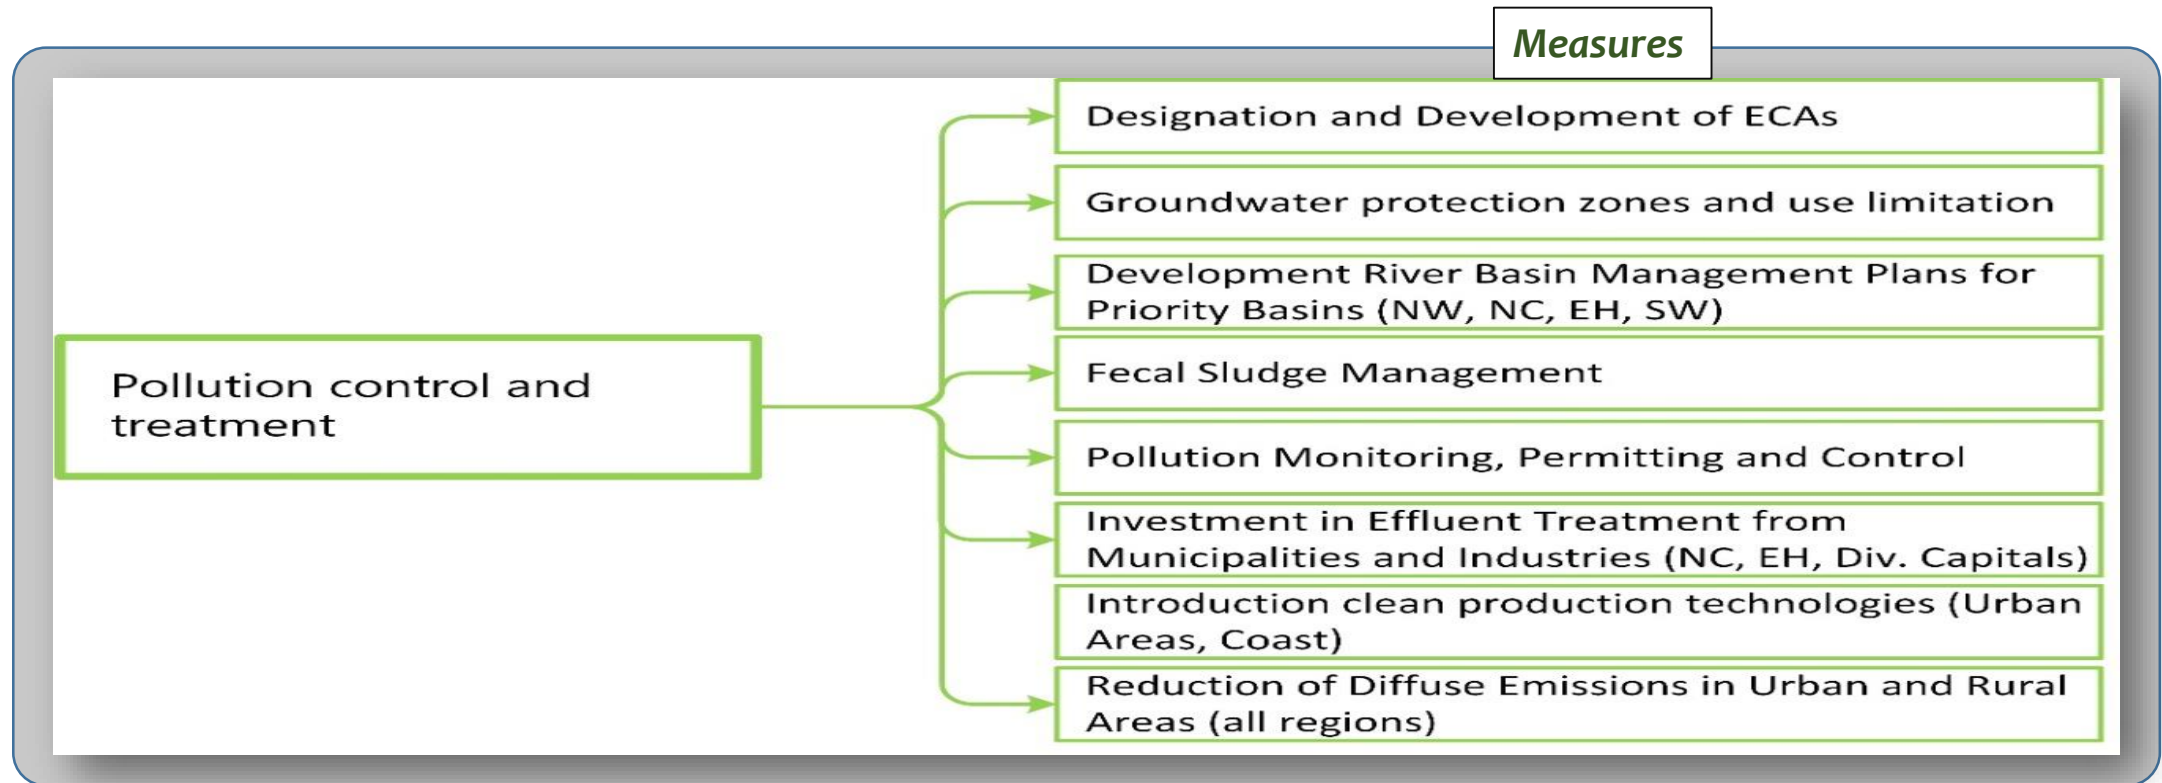 Measures
Designation and Development of ECAs
Groundwater protection zones and use limitation
Development River Basin Management Plans for
Priority Basins (NW, NC, EH, SW)
Fecal Sludge Management
Pollution control and
treatment
Pollution Monitoring, Permitting and Control
Investment in Effluent Treatment from
Municipalities and Industries (NC, EH, Div. Capitals)
Introduction clean production technologies (Urban
Areas, Coast)
Reduction of Diffuse Emissions in Urban and Rural
Areas (all regions)